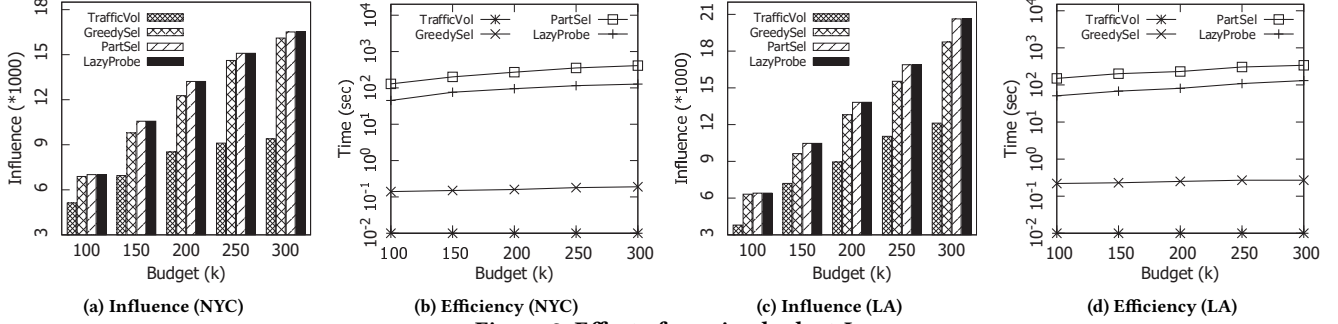 Influence (*1000)
18
15
12
9
6
3
TrafficVol
GreedySel
PartSel
LazyProbe
100 150 200 250 300
Budget (k)
(a) Influence (NYC)
Time (sec)
10^4
10^3
10^2
10^1
10^0
10^-1
10^-2
TrafficVol PartSel
GreedySel LazyProbe
100 150 200 250 300
Budget (k)
(b) Efficiency (NYC)
Influence (*1000)
21
18
15
12
9
6
3
TrafficVol
GreedySel
PartSel
LazyProbe
100 150 200 250 300
Budget (k)
(c) Influence (LA)
Time (sec)
10^4
10^3
10^2
10^1
10^0
10^-1
10^-2
TrafficVol PartSel
GreedySel LazyProbe
100 150 200 250 300
Budget (k)
(d) Efficiency (LA)